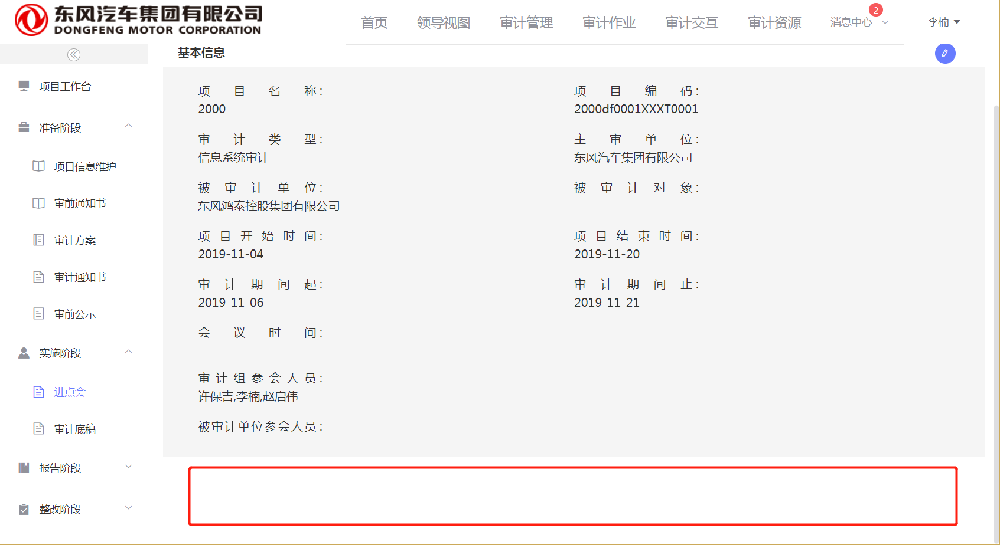 东风汽车集团有限公司
DONGFENG MOTOR CORPORATION
首页 领导视图 审计管理 审计作业 审计交互 审计资源 消息中心 2 李楠
项目工作台
准备阶段
项目信息维护
审前通知书
审计方案
审计通知书
审前公示
实施阶段
进点会
审计底稿
报告阶段
整改阶段
基本信息
项目名称: 项目编码:
2000 2000df0001XXXT0001
审计类型: 主审单位:
信息系统审计 东风汽车集团有限公司
被审计单位: 被审计对象:
东风鸿泰控股集团有限公司
项目开始时间: 项目结束时间:
2019-11-04 2019-11-20
审计期间起: 审计期间止:
2019-11-06 2019-11-21
会议时间:
审计组参会人员:
许保吉,李楠,赵启伟
被审计单位参会人员: